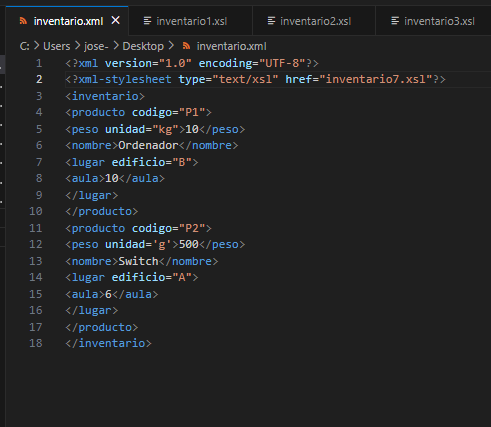 inventario.xml X inventario1.xsl inventario2.xsl inventario3.xsl
C: > Users > jose- > Desktop > inventario.xml
1 <?xml version="1.0" encoding="UTF-8"?>
2 <?xml-stylesheet type="text/xsl" href="inventario7.xsl"?>
3 <inventario>
4 <producto codigo="P1">
5 <peso unidad="kg">10</peso>
6 <nombre>Ordenador</nombre>
7 <lugar edificio="B">
8 <aula>10</aula>
9 </lugar>
10 </producto>
11 <producto codigo="P2">
12 <peso unidad='g'>500</peso>
13 <nombre>Switch</nombre>
14 <lugar edificio="A">
15 <aula>6</aula>
16 </lugar>
17 </producto>
18 </inventario>